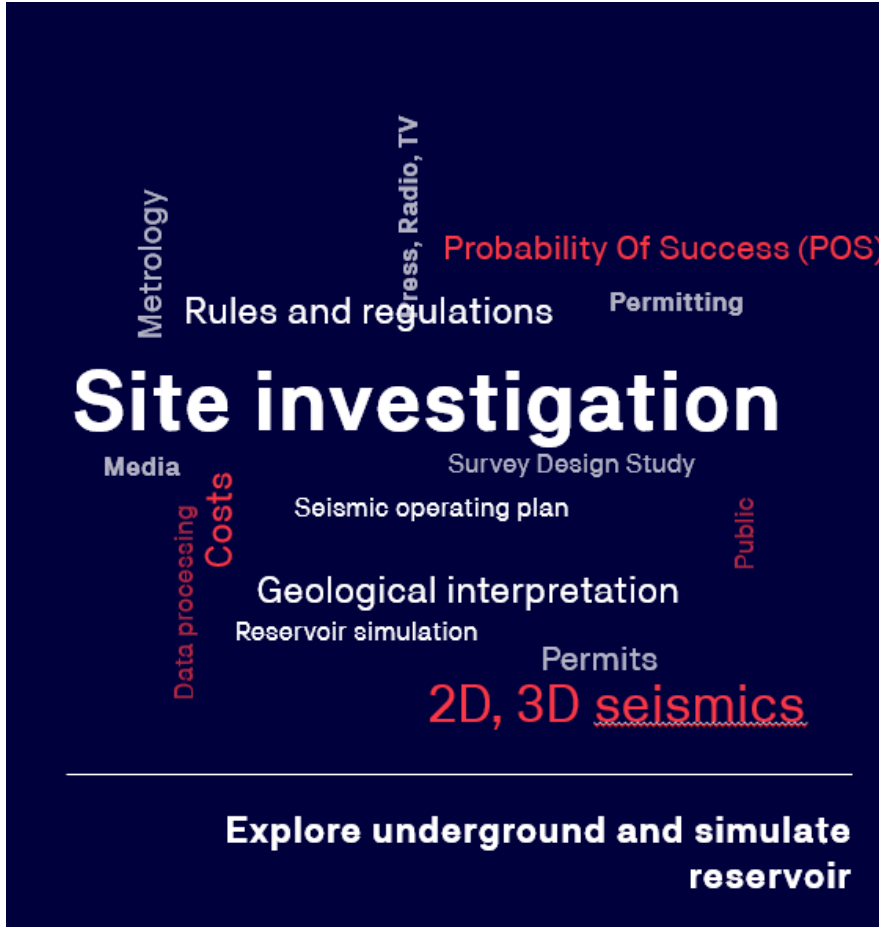 Press, Radio, TV
Metrology
Probability Of Success (POS)
Rules and regulations
Permitting
Site investigation
Media
Survey Design Study
Costs
Seismic operating plan
Public
Data processing
Geological interpretation
Reservoir simulation
Permits
2D, 3D seismics
Explore underground and simulate
reservoir